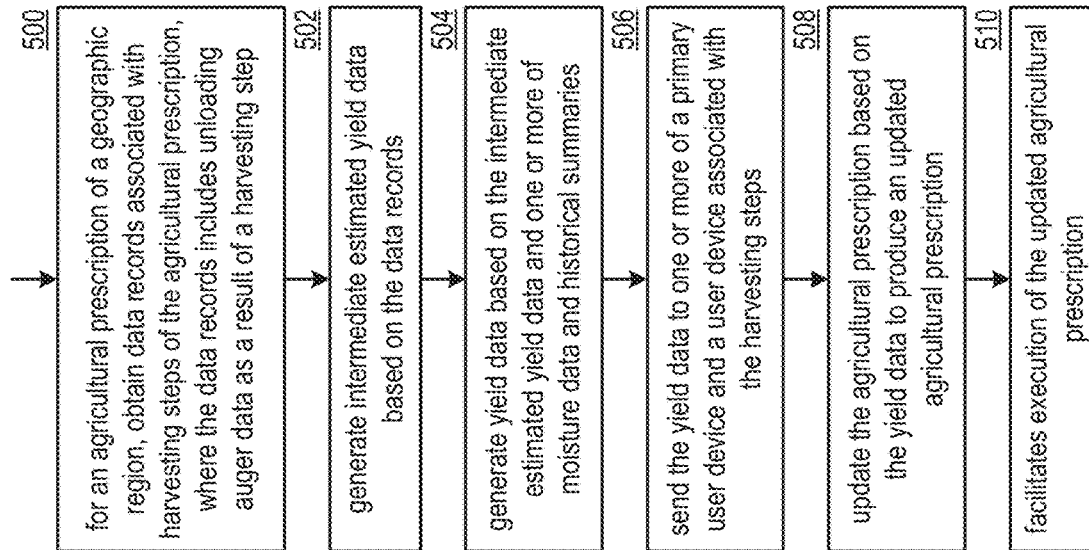 500
for an agricultural prescription of a geographic
region, obtain data records associated with
harvesting steps of the agricultural prescription,
where the data records includes unloading
auger data as a result of a harvesting step
502
generate intermediate estimated yield data
based on the data records
504
generate yield data based on the intermediate
estimated yield data and one or more of
moisture data and historical summaries
506
send the yield data to one or more of a primary
user device and a user device associated with
the harvesting steps
508
update the agricultural prescription based on
the yield data to produce an updated
agricultural prescription
510
facilitates execution of the updated agricultural
prescription